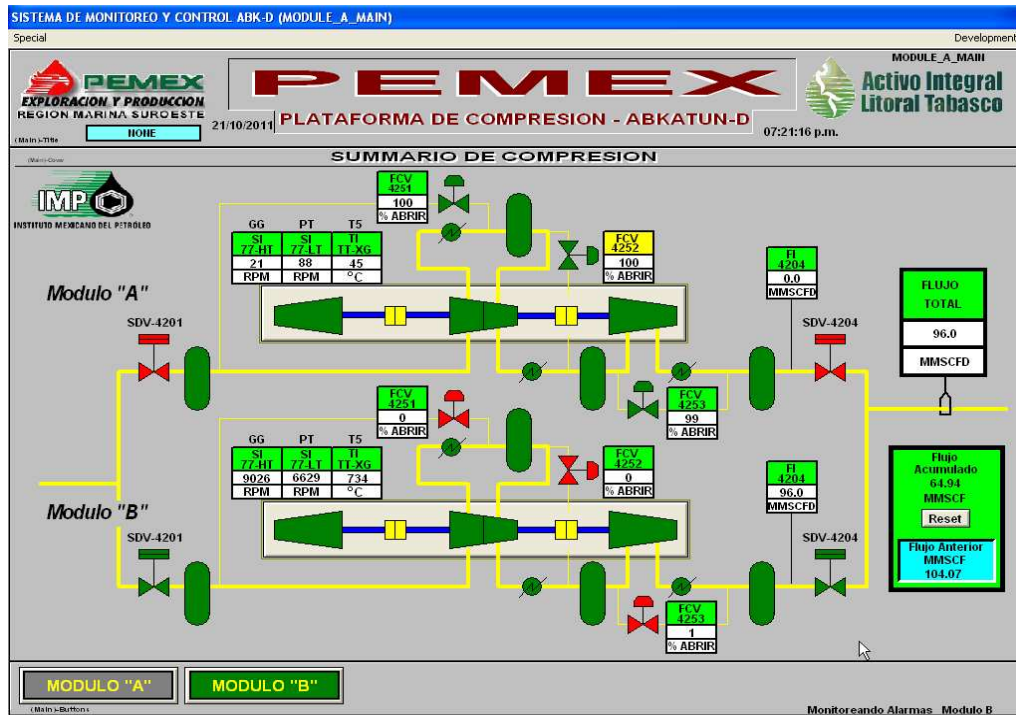 SISTEMA DE MONITOREO Y CONTROL ABK-D (MODULE_A_MAIN)
Special
Development
PEMEX
EXPLORACION Y PRODUCCION
REGION MARINA SUROESTE
NONE
(Main)-Title
21/10/2011
PEMEX
PLATAFORMA DE COMPRESION - ABKATUN-D
07:21:16 p.m.
MODULE_A_MAIN
Activo Integral
Litoral Tabasco
SUMMARIO DE COMPRESION
IMP
INSTITUTO MEXICANO DEL PETRÓLEO
FCV
4251
100
% ABRIR
GG PT T5
SI SI TI
77-HT 77-LT TT-XG
21 88 45
RPM RPM °C
FCV
4252
100
% ABRIR
FI
4204
0.0
MMSCFD
FLUJO
TOTAL
96.0
MMSCFD
Modulo "A"
SDV-4201
SDV-4204
FCV
4253
99
% ABRIR
FCV
4251
0
% ABRIR
GG PT T5
SI SI TI
77-HT 77-LT TT-XG
9026 6629 734
RPM RPM °C
FCV
4252
0
% ABRIR
FI
4204
96.0
MMSCFD
Flujo
Acumulado
64.94
MMSCF
Reset
Flujo Anterior
MMSCF
104.07
Modulo "B"
SDV-4201
SDV-4204
FCV
4253
1
% ABRIR
MODULO "A"
MODULO "B"
(Main)-Buttons
Monitoreando Alarmas Modulo B